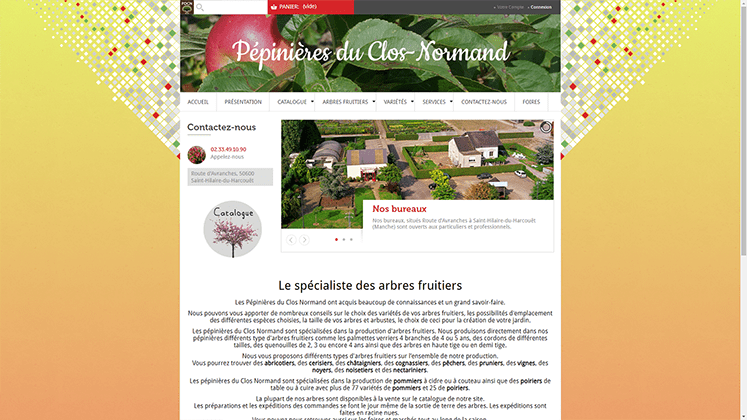 PDCN
PANIER: (vide)
Votre Compte Connexion
Pépinières du Clos-Normand
ACCUEIL PRÉSENTATION CATALOGUE ARBRES FRUITIERS VARIÉTÉS SERVICES CONTACTEZ-NOUS FOIRES
Contactez-nous
02.33.49.10.90
Appelez-nous
Route d'Avranches, 50600
Saint-Hilaire-du-Harcouët
Catalogue
Nos bureaux
Nos bureaux, situés Route d'Avranches à Saint-Hilaire-du-Harcouët
(Manche) sont ouverts aux particuliers et professionnels.
Le spécialiste des arbres fruitiers
Les Pépinières du Clos Normand ont acquis beaucoup de connaissances et un grand savoir-faire.
Nous pouvons vous apporter de nombreux conseils sur le choix des variétés de vos arbres fruitiers, les possibilités d'emplacement
des différentes espèces choisies, la taille de vos arbres et arbustes, le choix de ceci pour la création de votre jardin.
Les pépinières du Clos Normand sont spécialisées dans la production d'arbres fruitiers. Nous produisons directement dans nos
pépinières différents type d'arbres fruitiers comme les palmettes verriers 4 branches de 4 ou 5 ans, des cordons de différentes
tailles, des quenouilles de 2, 3 ou encore 4 ans ainsi que des arbres en haute tige ou en demi tige.
Nous vous proposons différents types d'arbres fruitiers sur l'ensemble de notre production.
Vous pourrez trouver des abricotiers, des cerisiers, des châtaigniers, des cognassiers, des pêchers, des pruniers, des vignes, des
noyers, des noisetiers et des nectariniers.
Les pépinières du Clos Normand sont spécialisées dans la production de pommiers à cidre ou à couteau ainsi que des poiriers de
table ou à cuire avec plus de 77 variétés de pommiers et 25 de poiriers.
La plupart de nos arbres sont disponibles à la vente sur le catalogue de notre site.
Les préparations et les expéditions des commandes se font le jour même de la sortie de terre des arbres. Les expéditions sont
faites en racine nues.